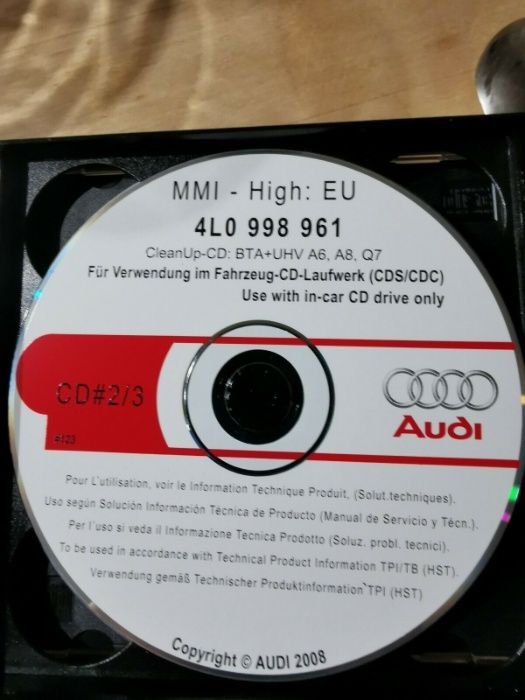 MMI - High: EU
4L0 998 961
CleanUp-CD: BTA+UHV A6, A8, Q7
Für Verwendung im Fahrzeug-CD-Laufwerk (CDS/CDC)
Use with in-car CD drive only
CD#2/3
#123
Audi
Pour L'utilisation, voir le Information Technique Produit, (Solut.techniques).
Uso según Solución Información Técnica de Producto (Manual de Servicio y Técn.).
Per l'uso si veda il Informazione Tecnica Prodotto (Soluz. probl. tecnici).
To be used in accordance with Technical Product Information TPI/TB (HST).
Verwendung gemäß Technischer Produktinformation TPI (HST)
Copyright © AUDI 2008